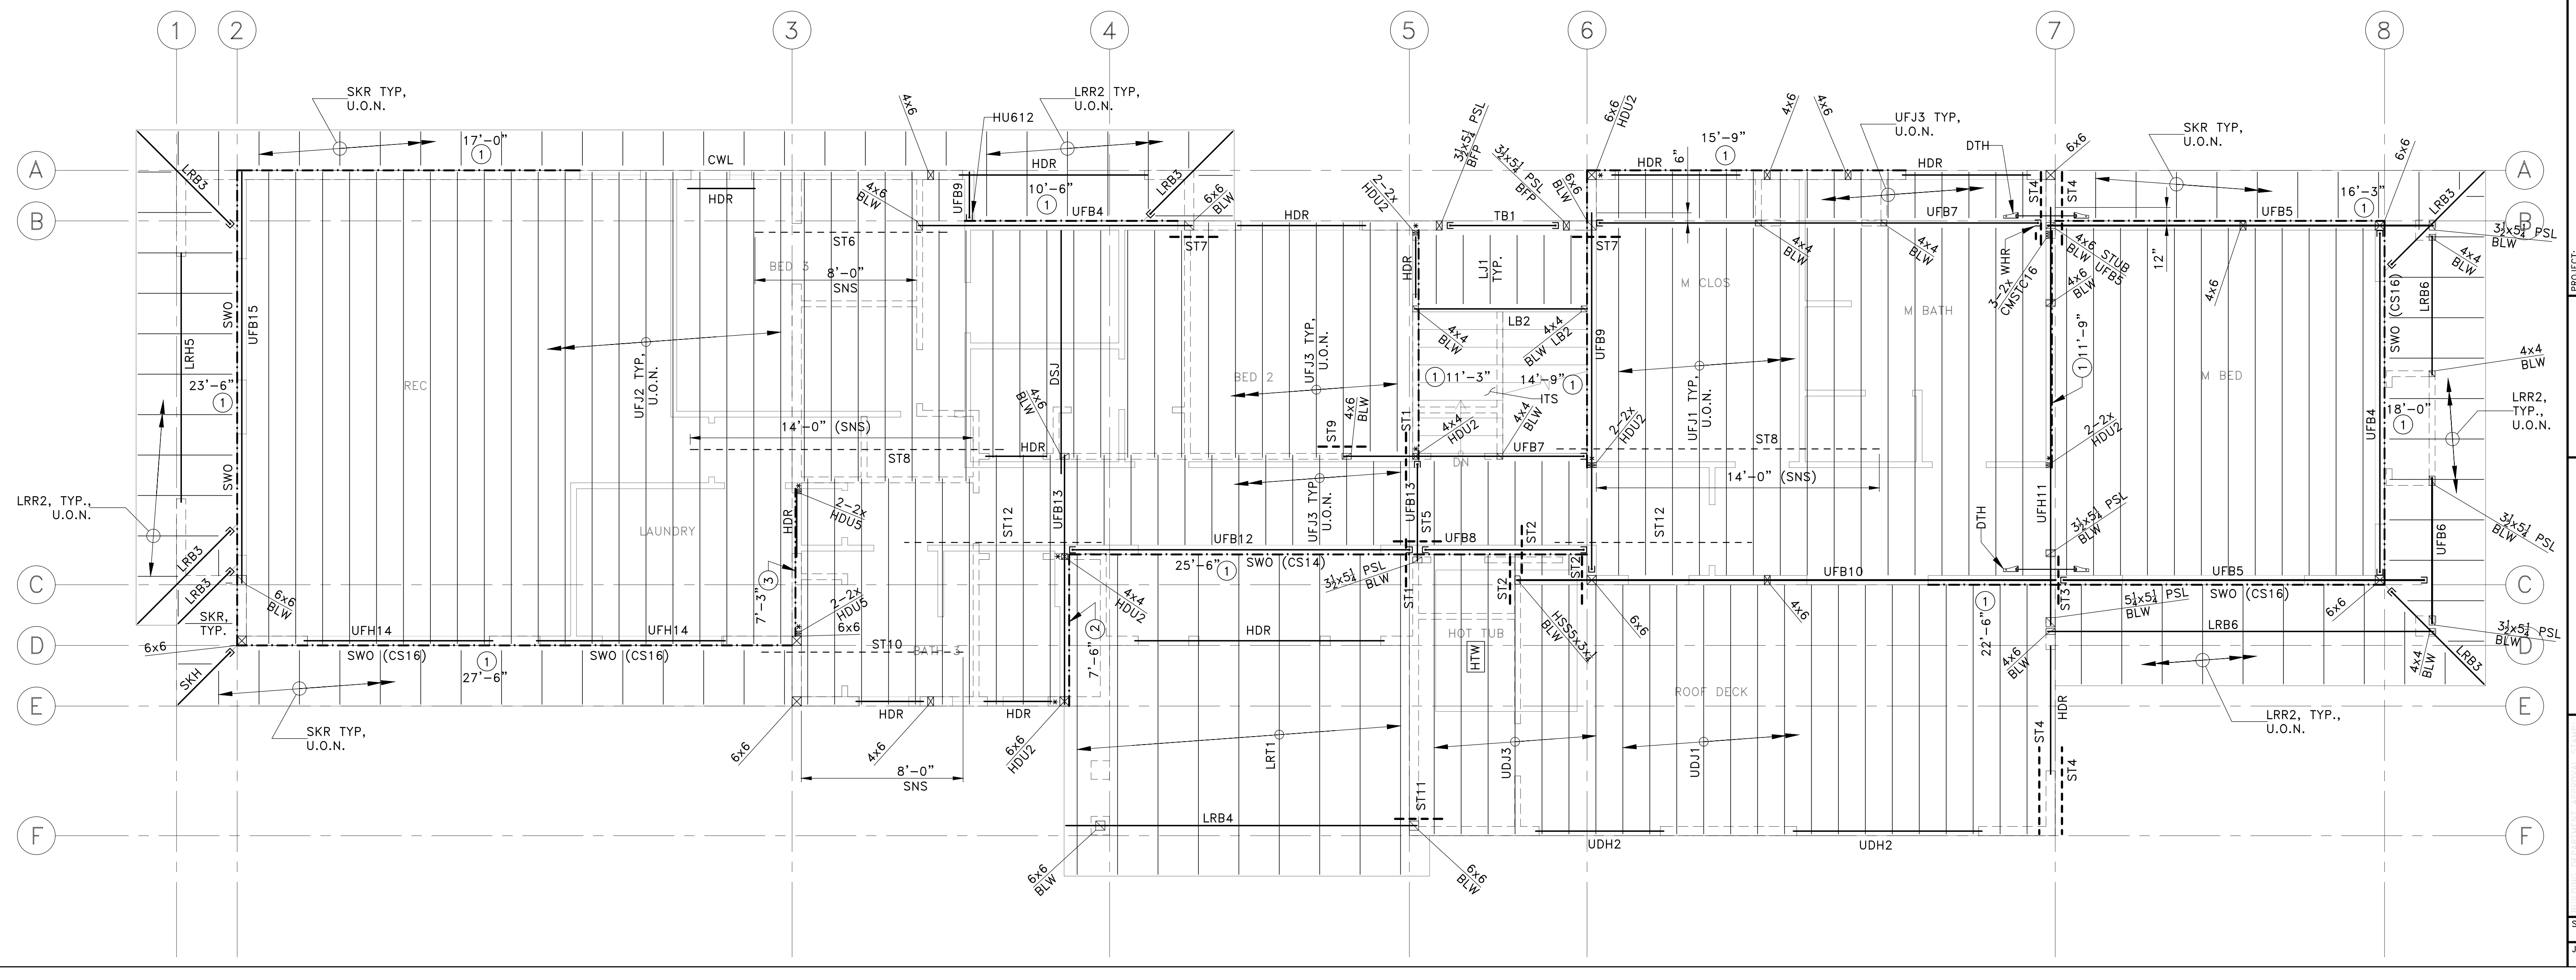 1
2
3
4
5
6
7
8
SKR TYP,
U.O.N.
LRR2 TYP,
U.O.N.
HU612
4x6
3½x5¼ PSL
BFP
3½x5¼ PSL
BFP
6x6
HDU2
4x6
4x6
UFJ3 TYP,
U.O.N.
DTH
6x6
SKR TYP,
U.O.N.
6x6
A
A
17'-0"
1
CWL
HDR
HDR
15'-9"
1
HDR
6"
HDR
ST4
ST4
16'-3"
1
LRB3
LRB3
LRB3
HDR
4x6
BLW
UFB9
10'-6"
1
UFB4
6x6
BLW
HDR
2-2x
HDU2
TB1
6x6
BLW
UFB7
UFB5
B
B
3½x5¼ PSL
BLW
ST6
ST7
ST7
4x4
4x4
3-2x WHR
CMSTC16
4x6
BLW
STUB
UFB5
4x6
BLW
12"
4x6
4x4
BLW
BED 3
8'-0"
SNS
HDR
LJ1
TYP.
M CLOS
M BATH
SWO
UFB15
LRH5
LB2
4x4
BLW
4x4
BLW LB2
UFB9
SWO (CS16)
LRB6
4x4
BLW
23'-6"
1
REC
UFJ2 TYP,
U.O.N.
DSJ
BED 2
UFJ3 TYP,
U.O.N.
1
11'-3"
14'-9"
1
ITS
UFJ1 TYP,
U.O.N.
1
11'-9"
M BED
UFB4
18'-0"
1
LRR2,
TYP.,
U.O.N.
4x6
BLW
14'-0" (SNS)
ST8
HDR
ST9
4x6
BLW
ST1
4x4
HDU2
4x4
BLW
UFB7
DN
2-2x
HDU2
ST8
14'-0" (SNS)
2-2x
HDU2
SWO
LRR2, TYP.,
U.O.N.
LAUNDRY
HDR
2-2x
HDU5
ST12
UFB13
UFJ3 TYP,
U.O.N.
UFB13
ST5
ST2
ST12
DTH
UFH11
3½x5¼ PSL
BLW
UFB6
3½x5¼ PSL
BLW
LRB3
LRB3
UFB12
25'-6"
1
SWO (CS14)
UFB8
3½x5¼ PSL
BLW
ST1
ST2
ST2
UFB10
ST3
UFB5
SWO (CS16)
C
C
6x6
BLW
SKR,
TYP.
7'-3"
3
2-2x
HDU5
6x6
4x4
HDU2
HSS5x3x¼
BLW
6x6
4x6
1
22'-6"
5¼x5¼ PSL
BLW
6x6
LRB6
3½x5¼ PSL
BLW
D
D
6x6
UFH14
UFH14
SWO (CS16)
1
27'-6"
SWO (CS16)
ST10
BATH 3
7'-6"
2
HDR
HOT TUB
HTW
4x6
BLW
4x4
BLW
LRB3
SKH
ROOF DECK
E
E
SKR TYP,
U.O.N.
HDR
HDR
6x6
4x6
6x6
HDU2
8'-0"
SNS
LRT1
UDJ3
UDJ1
HDR
ST4
ST4
LRR2, TYP.,
U.O.N.
ST11
LRB4
F
F
6x6
BLW
6x6
BLW
UDH2
UDH2
PROJECT: